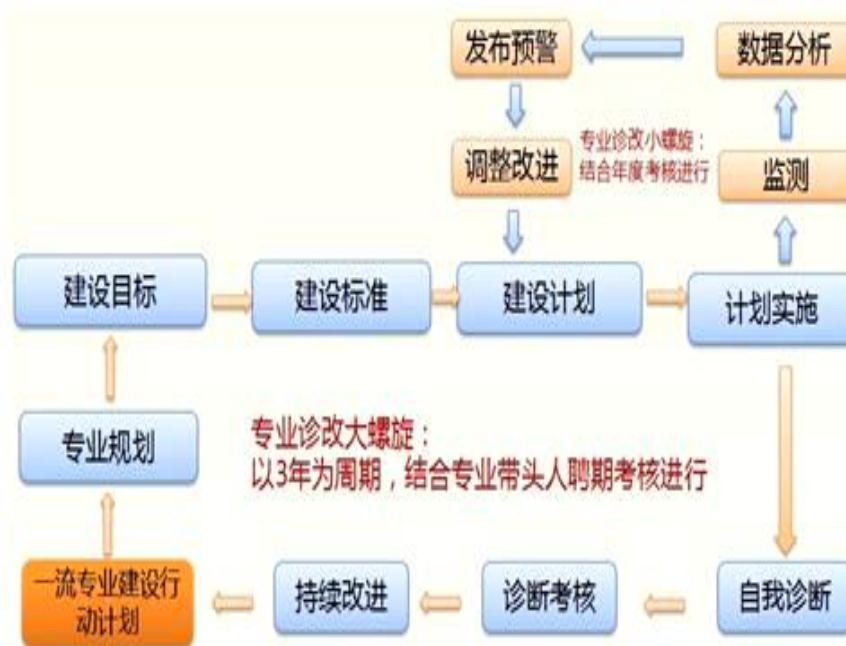 发布预警
数据分析
调整改进
专业诊改小螺旋：
结合年度考核进行
监测
建设目标
建设标准
建设计划
计划实施
专业规划
专业诊改大螺旋：
以3年为周期，结合专业带头人聘期考核进行
一流专业建设行
动计划
持续改进
诊断考核
自我诊断